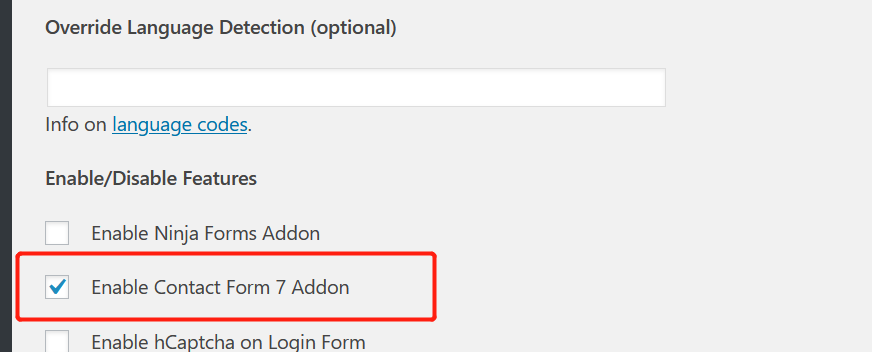 Override Language Detection (optional)
Info on language codes.
Enable/Disable Features
Enable Ninja Forms Addon
Enable Contact Form 7 Addon
Enable hCaptcha on Login Form